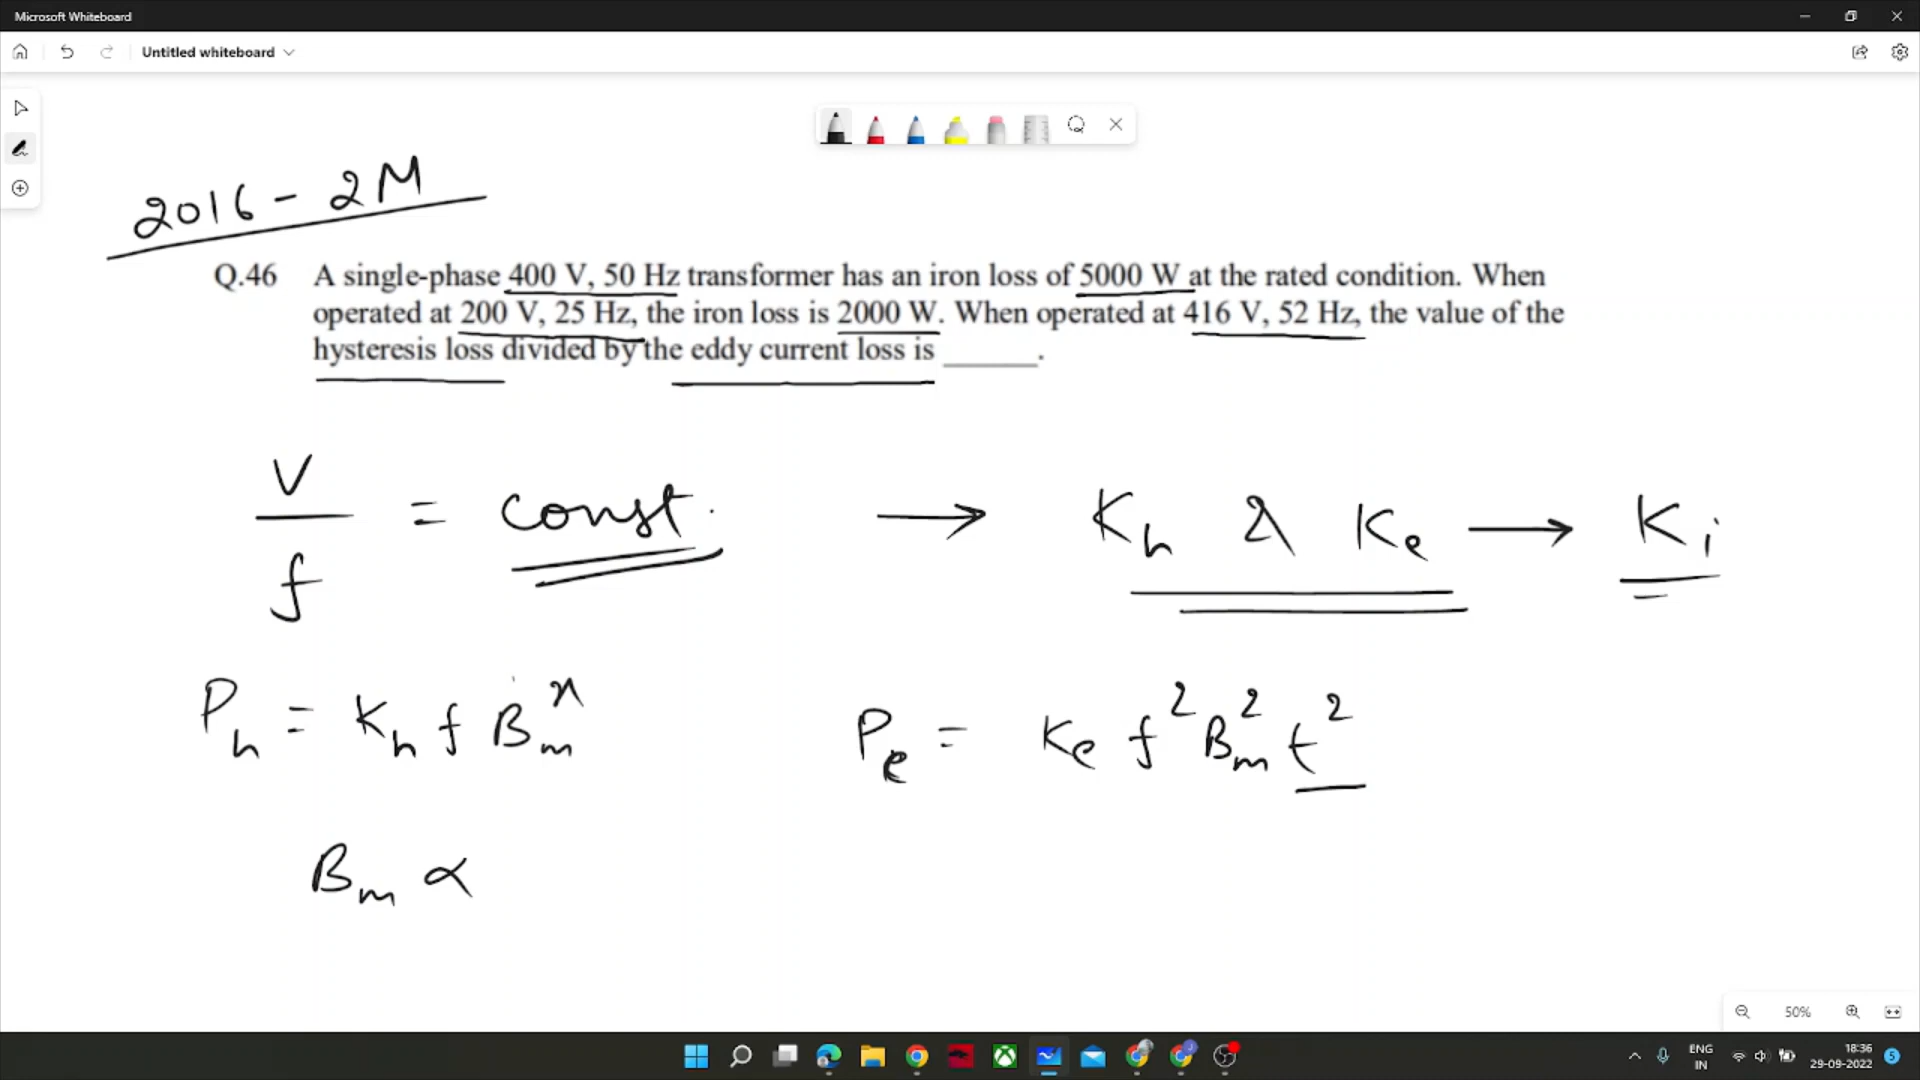 Microsoft Whiteboard
Untitled whiteboard
2016 - 2M
Q.46 A single-phase 400 V, 50 Hz transformer has an iron loss of 5000 W at the rated condition. When
operated at 200 V, 25 Hz, the iron loss is 2000 W. When operated at 416 V, 52 Hz, the value of the
hysteresis loss divided by the eddy current loss is ______.
V/f = const. → Kh & Ke → Ki
Ph = Kh f Bm^x Pe = Ke f^2 Bm^2 t^2
Bm ∝
50%
ENG
IN
18:36
29-09-2022
5